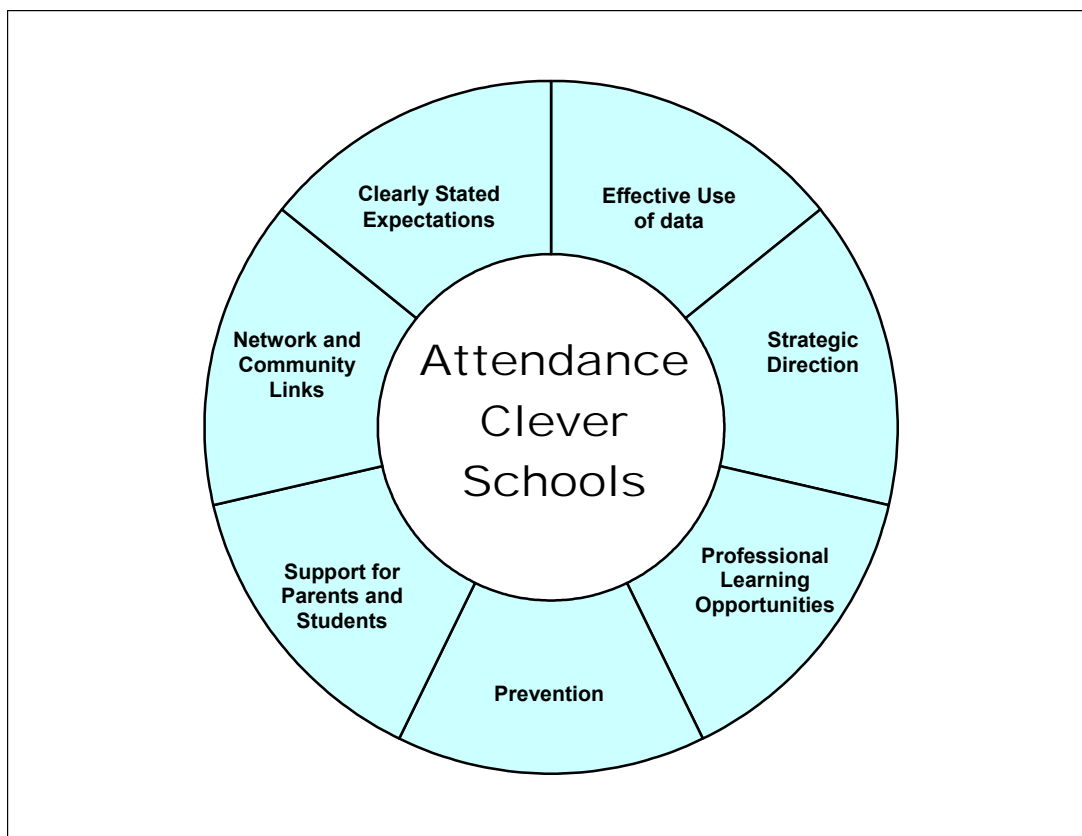 Clearly Stated
Expectations
Effective Use
of data
Network and
Community
Links
Attendance
Clever
Schools
Strategic
Direction
Support for
Parents and
Students
Professional
Learning
Opportunities
Prevention